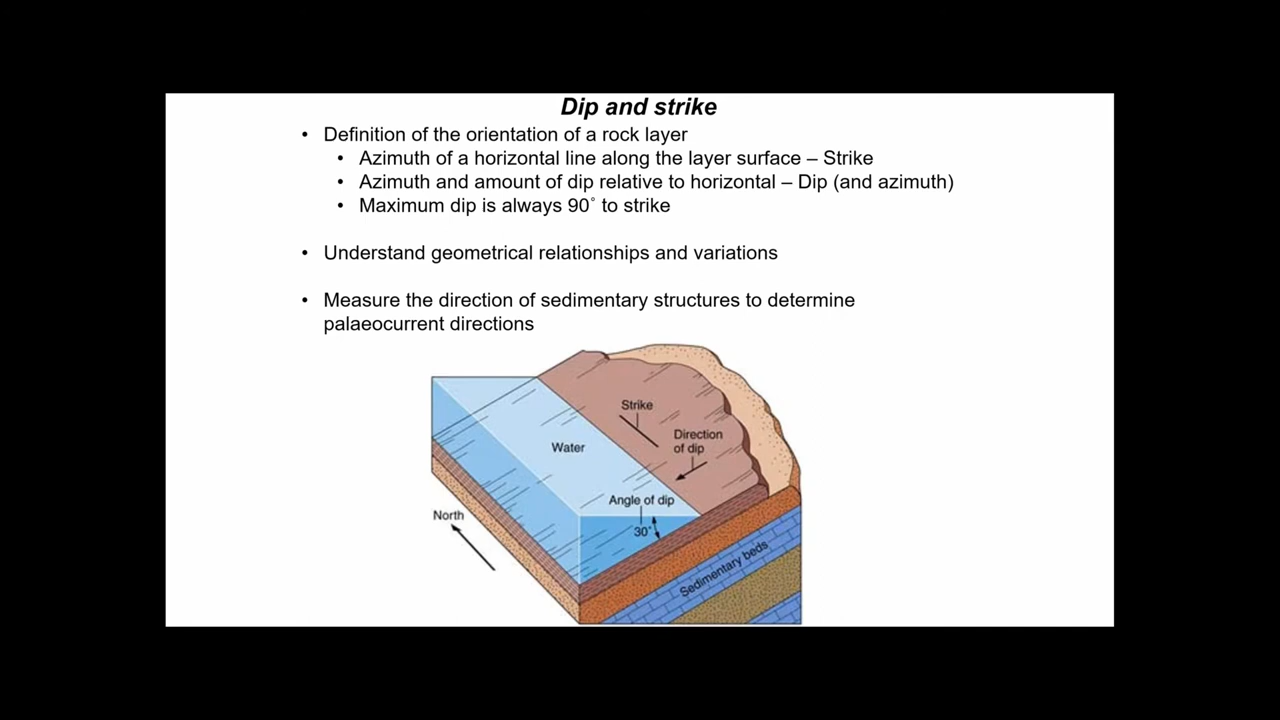 Dip and strike
• Definition of the orientation of a rock layer
• Azimuth of a horizontal line along the layer surface – Strike
• Azimuth and amount of dip relative to horizontal – Dip (and azimuth)
• Maximum dip is always 90˚ to strike
• Understand geometrical relationships and variations
• Measure the direction of sedimentary structures to determine
palaeocurrent directions
Strike
Direction
of dip
Water
Angle of dip
30°
North
Sedimentary beds